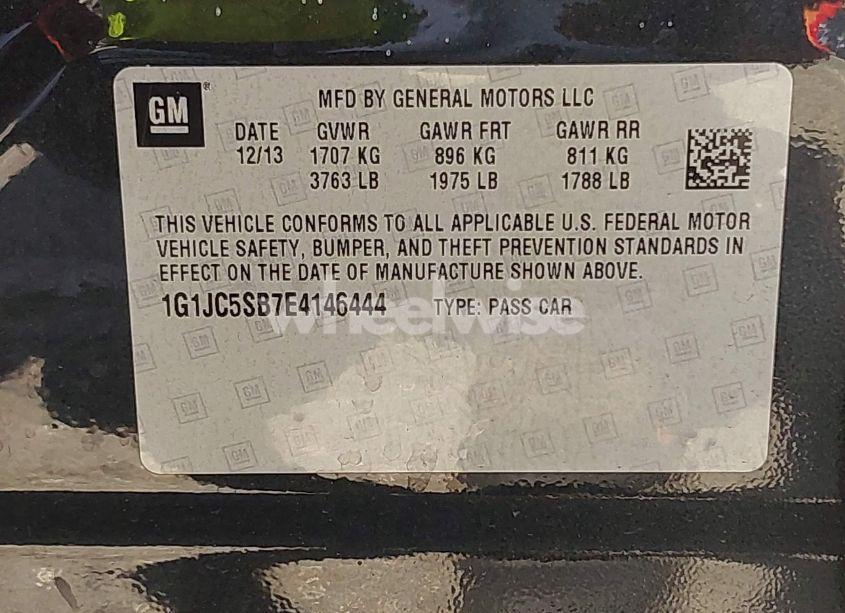 GM ® MFD BY GENERAL MOTORS LLC
DATE GVWR GAWR FRT GAWR RR
12/13 1707 KG 896 KG 811 KG
3763 LB 1975 LB 1788 LB
THIS VEHICLE CONFORMS TO ALL APPLICABLE U.S. FEDERAL MOTOR
VEHICLE SAFETY, BUMPER, AND THEFT PREVENTION STANDARDS IN
EFFECT ON THE DATE OF MANUFACTURE SHOWN ABOVE.
1G1JC5SB7E4146444 TYPE: PASS CAR
wheelwise